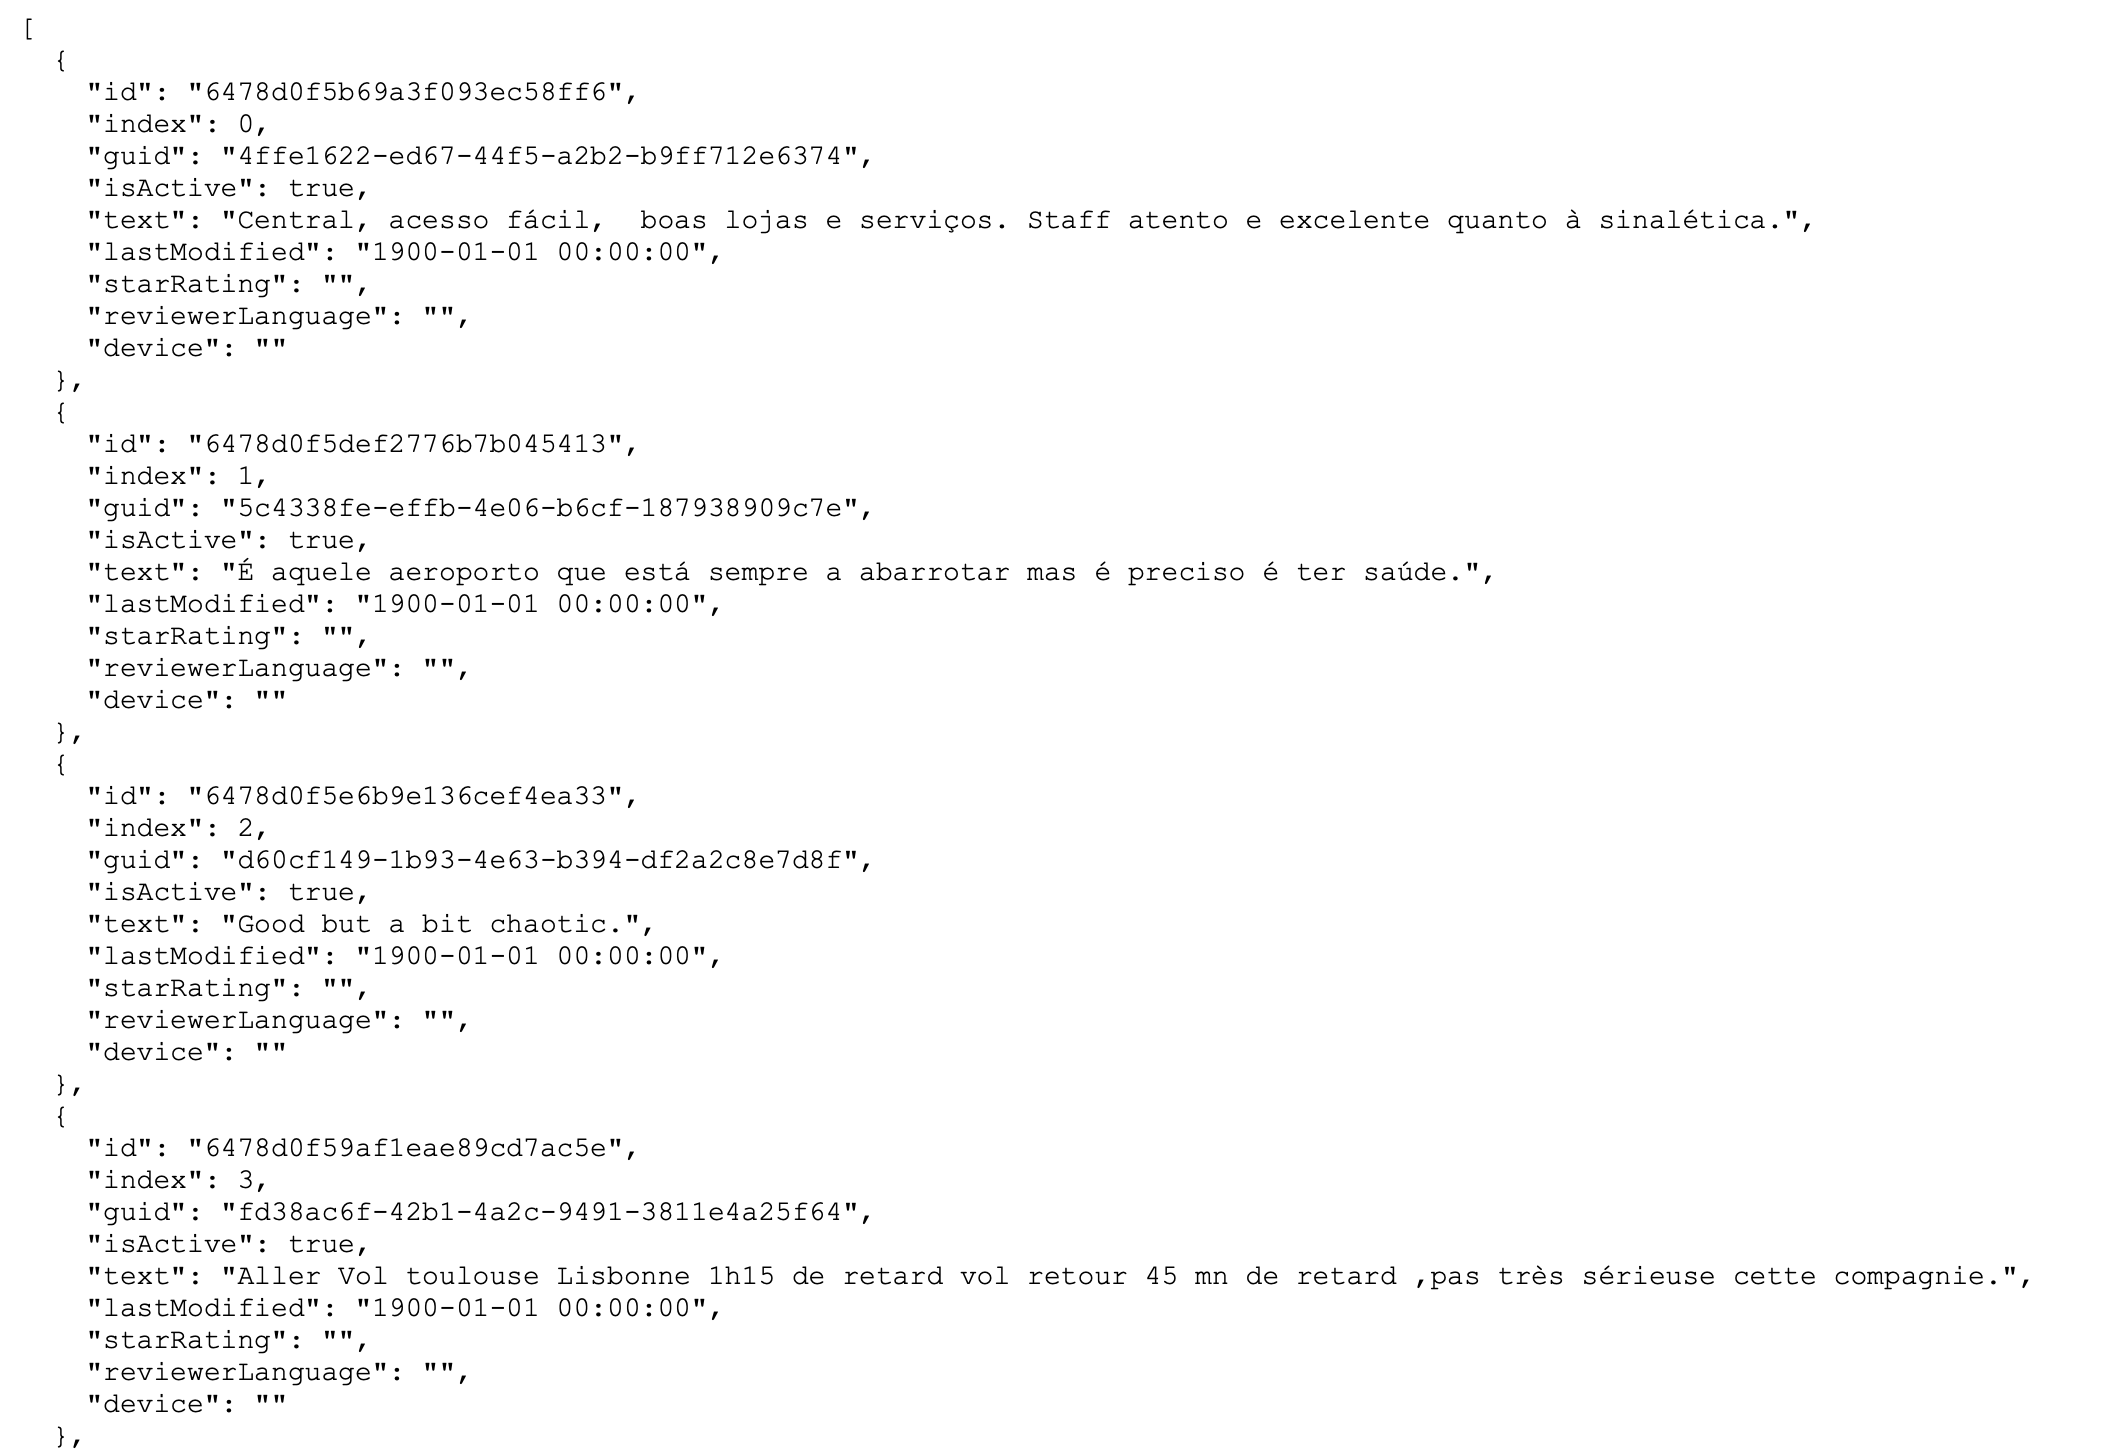 [
  {
    "id": "6478d0f5b69a3f093ec58ff6",
    "index": 0,
    "guid": "4ffe1622-ed67-44f5-a2b2-b9ff712e6374",
    "isActive": true,
    "text": "Central, acesso fácil,  boas lojas e serviços. Staff atento e excelente quanto à sinalética.",
    "lastModified": "1900-01-01 00:00:00",
    "starRating": "",
    "reviewerLanguage": "",
    "device": ""
  },
  {
    "id": "6478d0f5def2776b7b045413",
    "index": 1,
    "guid": "5c4338fe-effb-4e06-b6cf-187938909c7e",
    "isActive": true,
    "text": "É aquele aeroporto que está sempre a abarrotar mas é preciso é ter saúde.",
    "lastModified": "1900-01-01 00:00:00",
    "starRating": "",
    "reviewerLanguage": "",
    "device": ""
  },
  {
    "id": "6478d0f5e6b9e136cef4ea33",
    "index": 2,
    "guid": "d60cf149-1b93-4e63-b394-df2a2c8e7d8f",
    "isActive": true,
    "text": "Good but a bit chaotic.",
    "lastModified": "1900-01-01 00:00:00",
    "starRating": "",
    "reviewerLanguage": "",
    "device": ""
  },
  {
    "id": "6478d0f59af1eae89cd7ac5e",
    "index": 3,
    "guid": "fd38ac6f-42b1-4a2c-9491-3811e4a25f64",
    "isActive": true,
    "text": "Aller Vol toulouse Lisbonne 1h15 de retard vol retour 45 mn de retard ,pas très sérieuse cette compagnie.",
    "lastModified": "1900-01-01 00:00:00",
    "starRating": "",
    "reviewerLanguage": "",
    "device": ""
  },